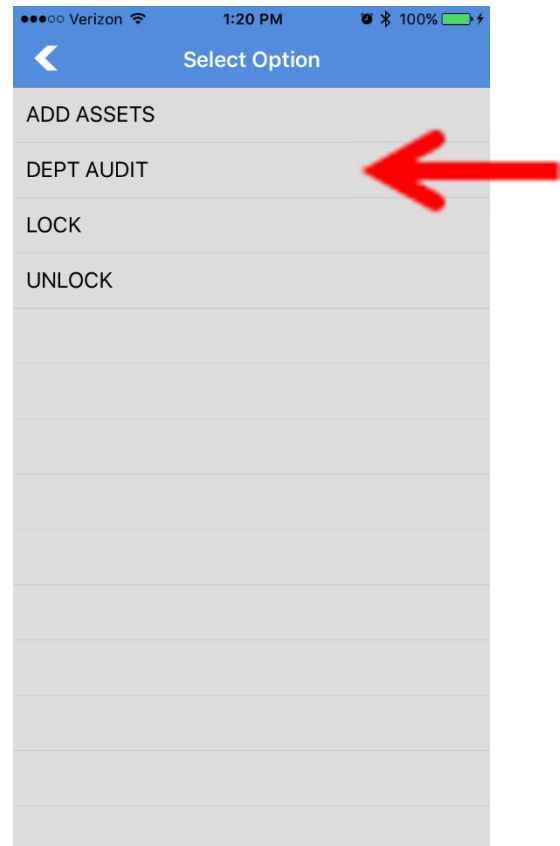 Verizon 1:20 PM 100%
Select Option
ADD ASSETS
DEPT AUDIT
LOCK
UNLOCK